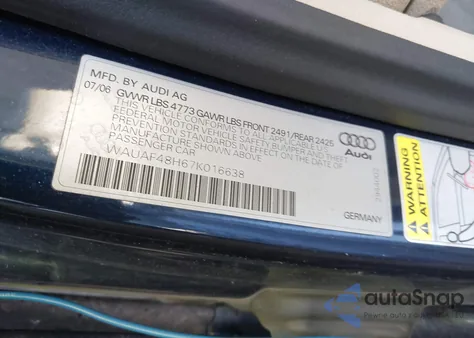 MFD. BY AUDI AG
07/06 GVWR LBS 4773 GAWR LBS FRONT 2491/REAR 2425
THIS VEHICLE CONFORMS TO ALL APPLICABLE
FEDERAL MOTOR VEHICLE SAFETY BUMPER, AND THEFT
PREVENTION STANDARDS IN EFFECT ON THE DATE OF
MANUFACTURE SHOWN ABOVE
PASSENGER CAR
WAUAF48H67K016638
Audi
GERMANY
WARNING
ATTENTION
autoSnap